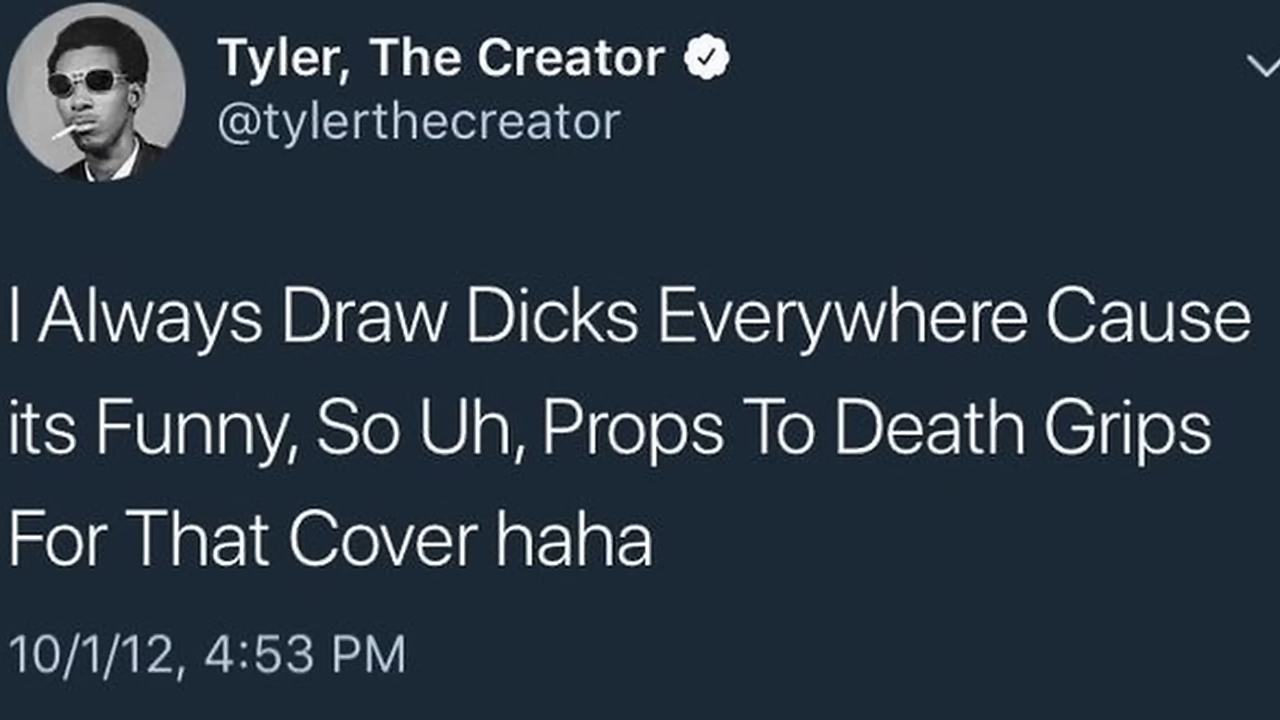 Tyler, The Creator
@tylerthecreator
I Always Draw Dicks Everywhere Cause
its Funny, So Uh, Props To Death Grips
For That Cover haha
10/1/12, 4:53 PM